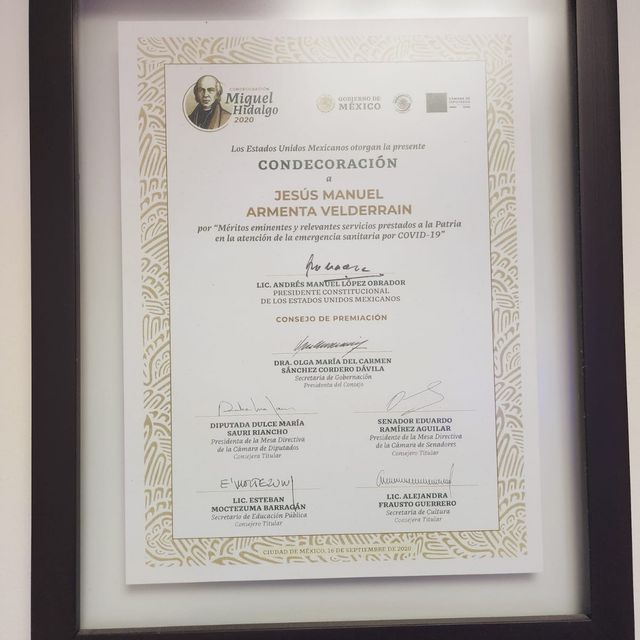 CONDECORACIÓN
Miguel
Hidalgo
2020
GOBIERNO DE
MÉXICO
CÁMARA DE
DIPUTADOS
Los Estados Unidos Mexicanos otorgan la presente
CONDECORACIÓN
a
JESÚS MANUEL
ARMENTA VELDERRAIN
por “Méritos eminentes y relevantes servicios prestados a la Patria
en la atención de la emergencia sanitaria por COVID-19”
LIC. ANDRÉS MANUEL LÓPEZ OBRADOR
PRESIDENTE CONSTITUCIONAL
DE LOS ESTADOS UNIDOS MEXICANOS
CONSEJO DE PREMIACIÓN
DRA. OLGA MARÍA DEL CARMEN
SÁNCHEZ CORDERO DÁVILA
Secretaria de Gobernación
Presidenta del Consejo
DIPUTADA DULCE MARÍA
SAURI RIANCHO
Presidenta de la Mesa Directiva
de la Cámara de Diputados
Consejera Titular
SENADOR EDUARDO
RAMÍREZ AGUILAR
Presidente de la Mesa Directiva
de la Cámara de Senadores
Consejero Titular
E MOCTEZUM
LIC. ESTEBAN
MOCTEZUMA BARRAGÁN
Secretario de Educación Pública
Consejero Titular
LIC. ALEJANDRA
FRAUSTO GUERRERO
Secretaria de Cultura
Consejera Titular
CIUDAD DE MÉXICO, 16 DE SEPTIEMBRE DE 2020